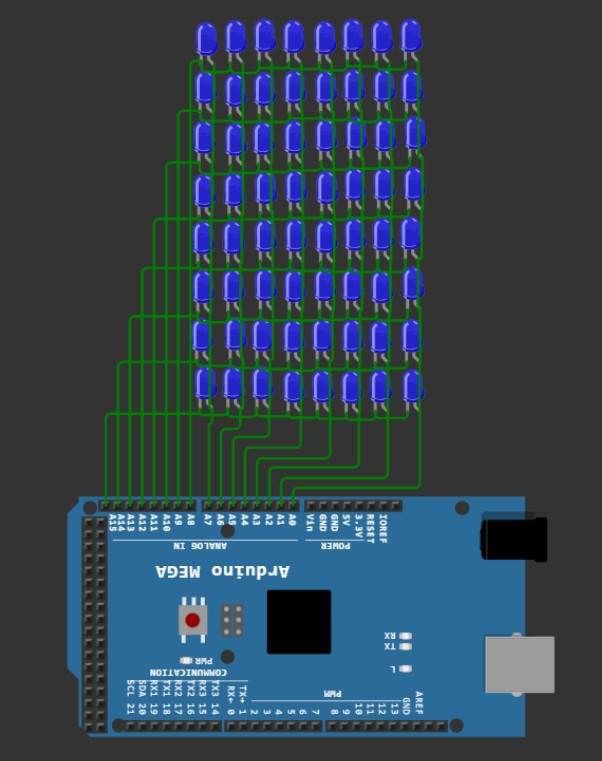 A15 A14 A13 A12 A11 A10 A9 A8 A7 A6 A5 A4 A3 A2 A1 A0 Vin GND GND 5V 3.3V RESET IOREF
ANALOG IN
POWER
Arduino MEGA
RX
TX
L
PWR
COMMUNICATION
SCL 21
SDA 20
RX1 19
TX1 18
RX2 17
TX2 16
RX3 15
TX3 14
RX← 0
TX→ 1
2 3 4 5 6 7 8 9 10 11 12 13 GND AREF
PWM